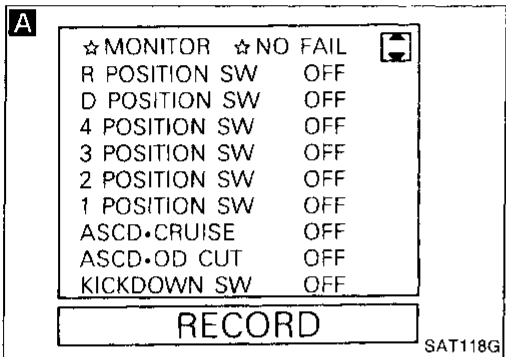 A
☆MONITOR ☆NO FAIL
R POSITION SW OFF
D POSITION SW OFF
4 POSITION SW OFF
3 POSITION SW OFF
2 POSITION SW OFF
1 POSITION SW OFF
ASCD•CRUISE OFF
ASCD•OD CUT OFF
KICKDOWN SW OFF
RECORD
SAT118G